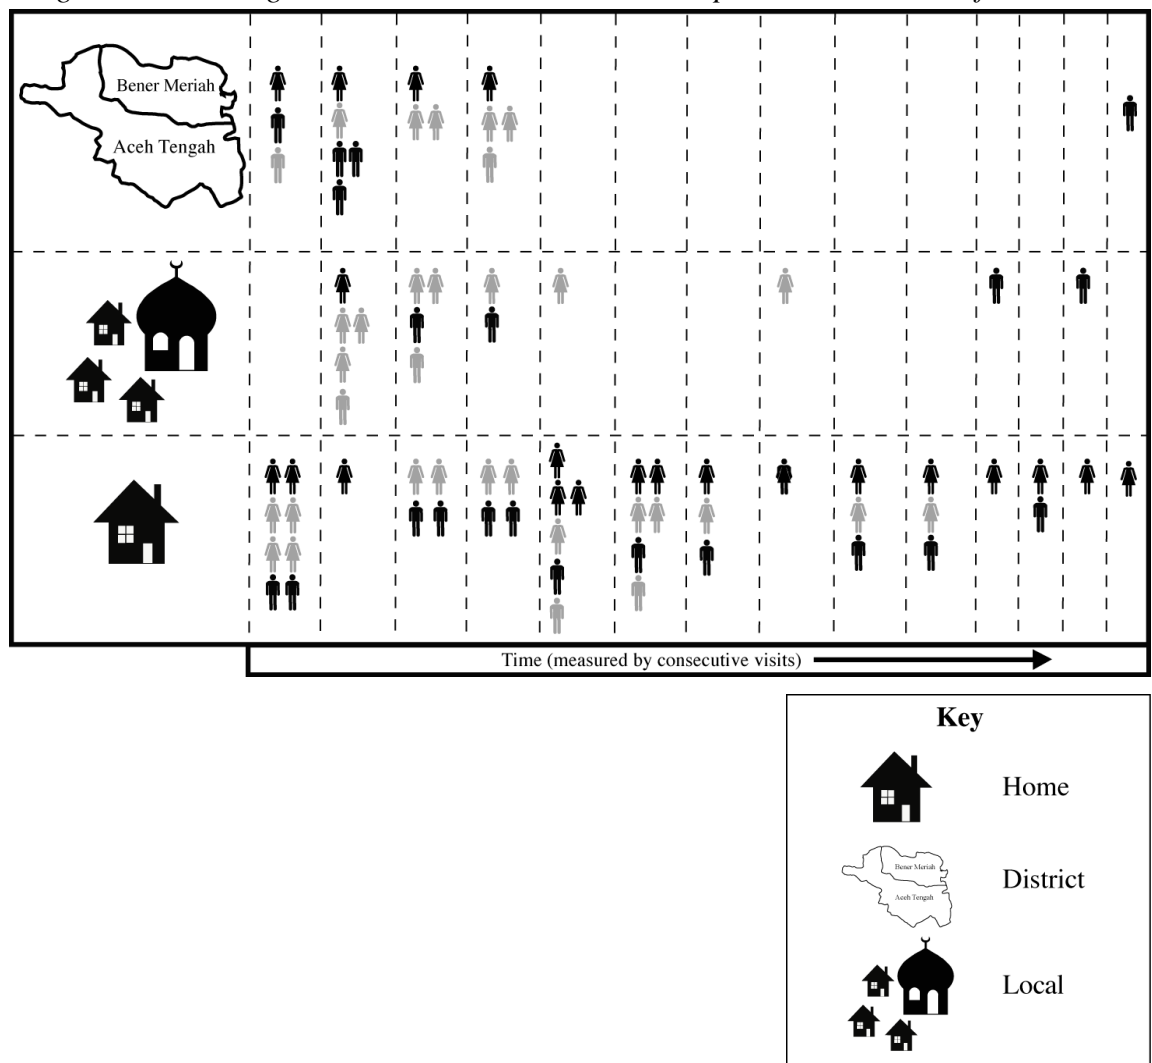 Bener Meriah
Aceh Tengah
Time (measured by consecutive visits)
Key
Home
Bener Meriah
Aceh Tengah
District
Local